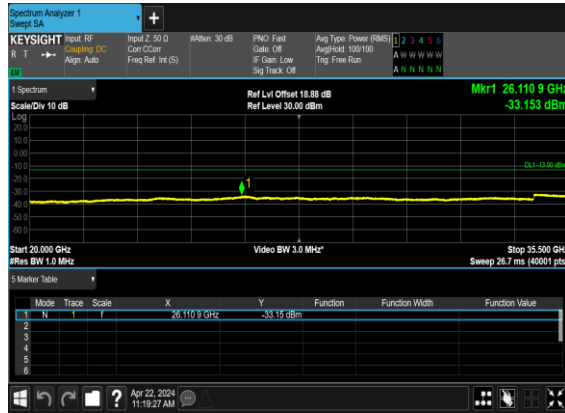 Spectrum Analyzer 1
Swept SA
+
KEYSIGHT Input: RF Input Z: 50 Ω #Atten: 30 dB PNO: Fast Avg Type: Power (RMS) 1 2 3 4 5 6
R T Coupling: DC Corr CCorr Gate: Off Avg|Hold: 100/100 A W W W W W
Align: Auto Freq Ref: Int (S) IF Gain: Low Trig: Free Run
Sig Track: Off A N N N N N
1 Spectrum
Ref Lvl Offset 18.88 dB Mkr1 26.110 9 GHz
Scale/Div 10 dB Ref Level 30.00 dBm -33.153 dBm
Log
20.0
10.0
0.00
-10.0
DL1 -13.00 dBm
-20.0
1
-30.0
-40.0
-50.0
-60.0
Start 20.000 GHz Video BW 3.0 MHz* Stop 35.500 GHz
#Res BW 1.0 MHz Sweep 26.7 ms (40001 pts
5 Marker Table
Mode Trace Scale X Y Function Function Width Function Value
1 N 1 f 26.110 9 GHz -33.15 dBm
2
3
4
5
6
? Apr 22, 2024
11:19:27 AM